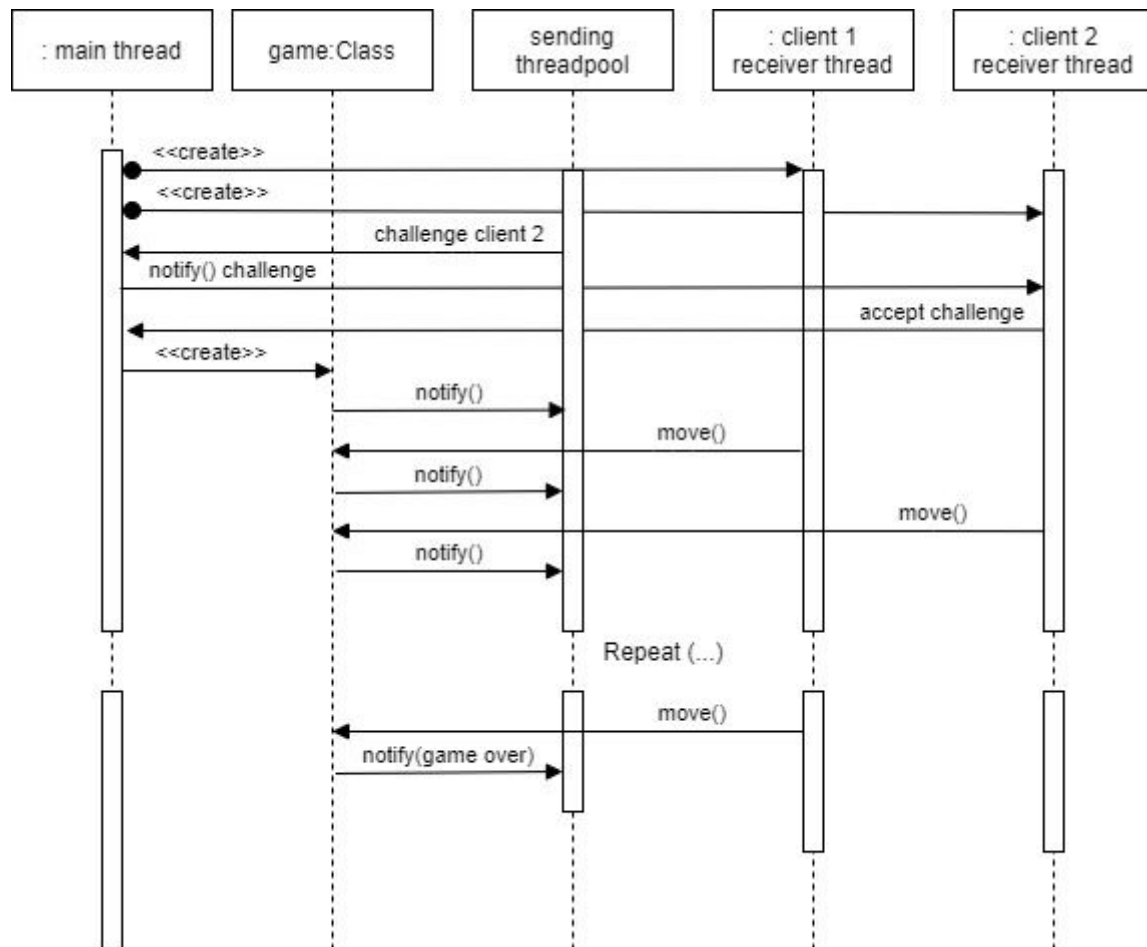 : main thread
game:Class
sending
threadpool
: client 1
receiver thread
: client 2
receiver thread
<<create>>
<<create>>
challenge client 2
notify() challenge
accept challenge
<<create>>
notify()
move()
notify()
move()
notify()
Repeat (...)
move()
notify(game over)